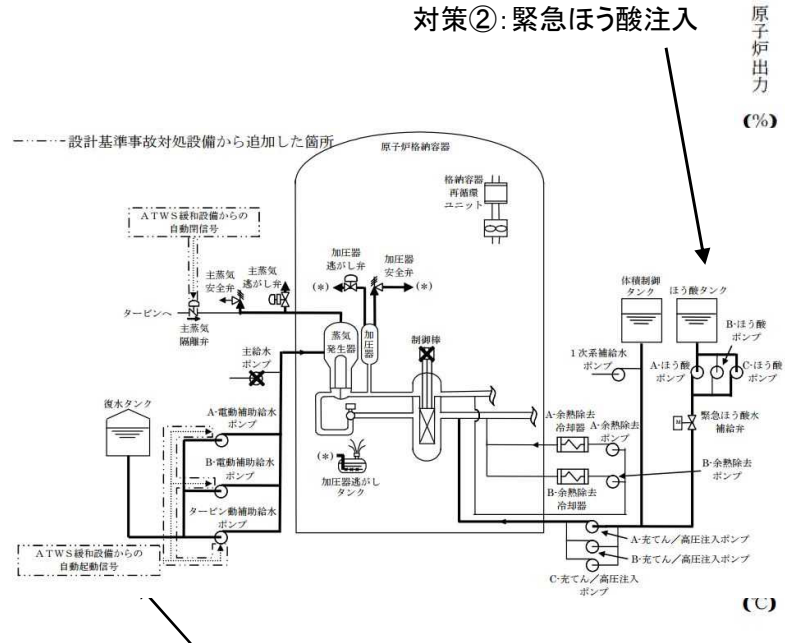 対策②:緊急ほう酸注入
原子炉出力
(%)
設計基準事故対処設備から追加した箇所
原子炉格納容器
格納容器
再循環
ユニット
ATWS緩和設備からの
自動閉信号
主蒸気
安全弁
主蒸気
逃がし弁
加圧器
逃がし弁
加圧器
安全弁
(*)
(*)
タービンへ
主蒸気
隔離弁
蒸気
発生器
加圧器
制御棒
体積制御
タンク
ほう酸タンク
B-ほう酸
ポンプ
1次系補給水
ポンプ
A-ほう酸
ポンプ
C-ほう酸
ポンプ
主給水
ポンプ
復水タンク
緊急ほう酸水
補給弁
M
A-電動補助給水
ポンプ
B-電動補助給水
ポンプ
タービン動補助給水
ポンプ
(*)
加圧器逃がし
タンク
A-余熱除去
冷却器
A-余熱除去
ポンプ
B-余熱除去
冷却器
B-余熱除去
ポンプ
ATWS緩和設備からの
自動起動信号
A-充てん/高圧注入ポンプ
B-充てん/高圧注入ポンプ
C-充てん/高圧注入
ポンプ
(℃)